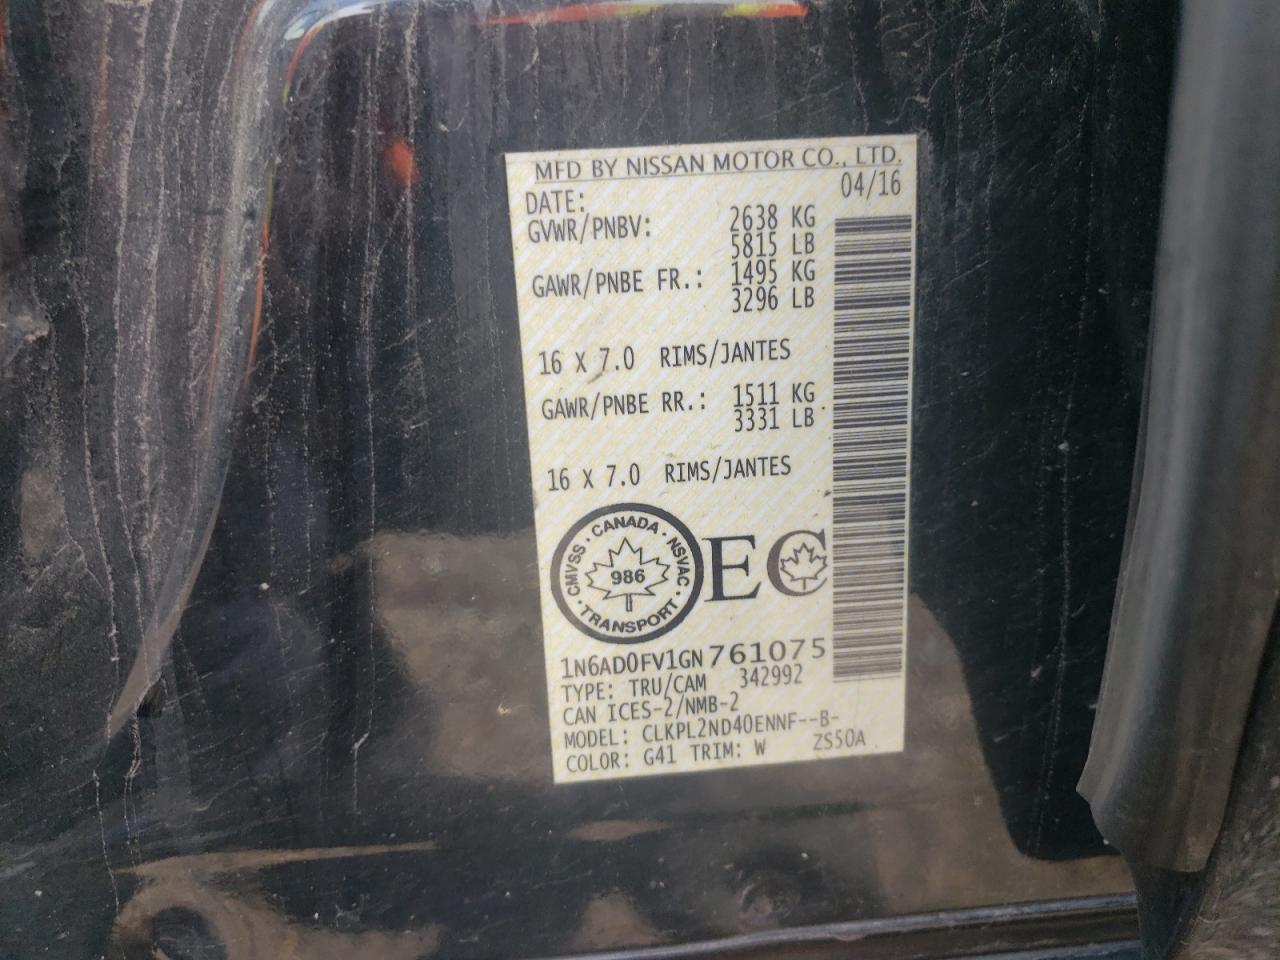 MFD BY NISSAN MOTOR CO., LTD.
DATE: 04/16
GVWR/PNBV: 2638 KG
5815 LB
GAWR/PNBE FR.: 1495 KG
3296 LB
16 X 7.0 RIMS/JANTES
GAWR/PNBE RR.: 1511 KG
3331 LB
16 X 7.0 RIMS/JANTES
CMVSS · CANADA · NSVAC · TRANSPORT ·
986
EC
1N6AD0FV1GN761075
TYPE: TRU/CAM 342992
CAN ICES-2/NMB-2
MODEL: CLKPL2ND40ENNF--B-
COLOR: G41 TRIM: W ZS50A